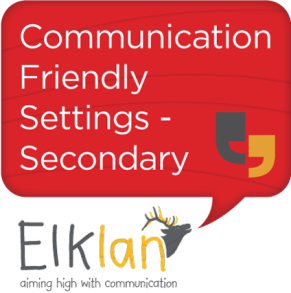 Communication
Friendly
Settings -
Secondary
Elklan
aiming high with communication